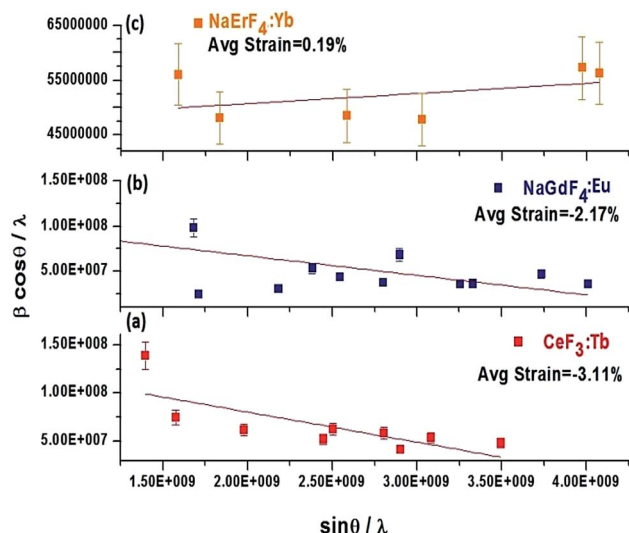 (c)
NaErF4:Yb
Avg Strain=0.19%
65000000
55000000
45000000
(b)
NaGdF4:Eu
Avg Strain=-2.17%
1.50E+008
1.00E+008
5.00E+007
(a)
CeF3:Tb
Avg Strain=-3.11%
1.50E+008
1.00E+008
5.00E+007
β cosθ / λ
1.50E+009 2.00E+009 2.50E+009 3.00E+009 3.50E+009 4.00E+009
sinθ / λ